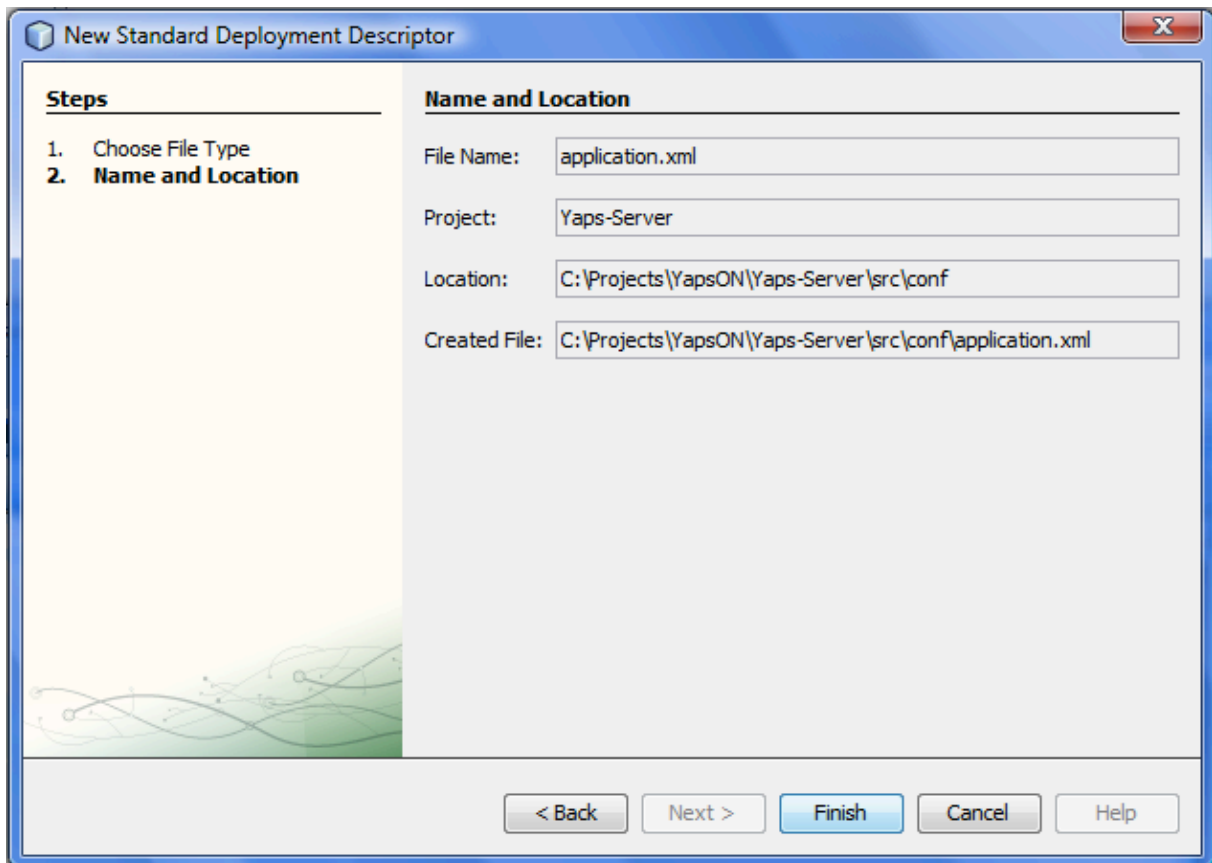 New Standard Deployment Descriptor
Steps
1. Choose File Type
2. Name and Location
Name and Location
File Name: application.xml
Project: Yaps-Server
Location: C:\Projects\YapsON\Yaps-Server\src\conf
Created File: C:\Projects\YapsON\Yaps-Server\src\conf\application.xml
< Back Next > Finish Cancel Help